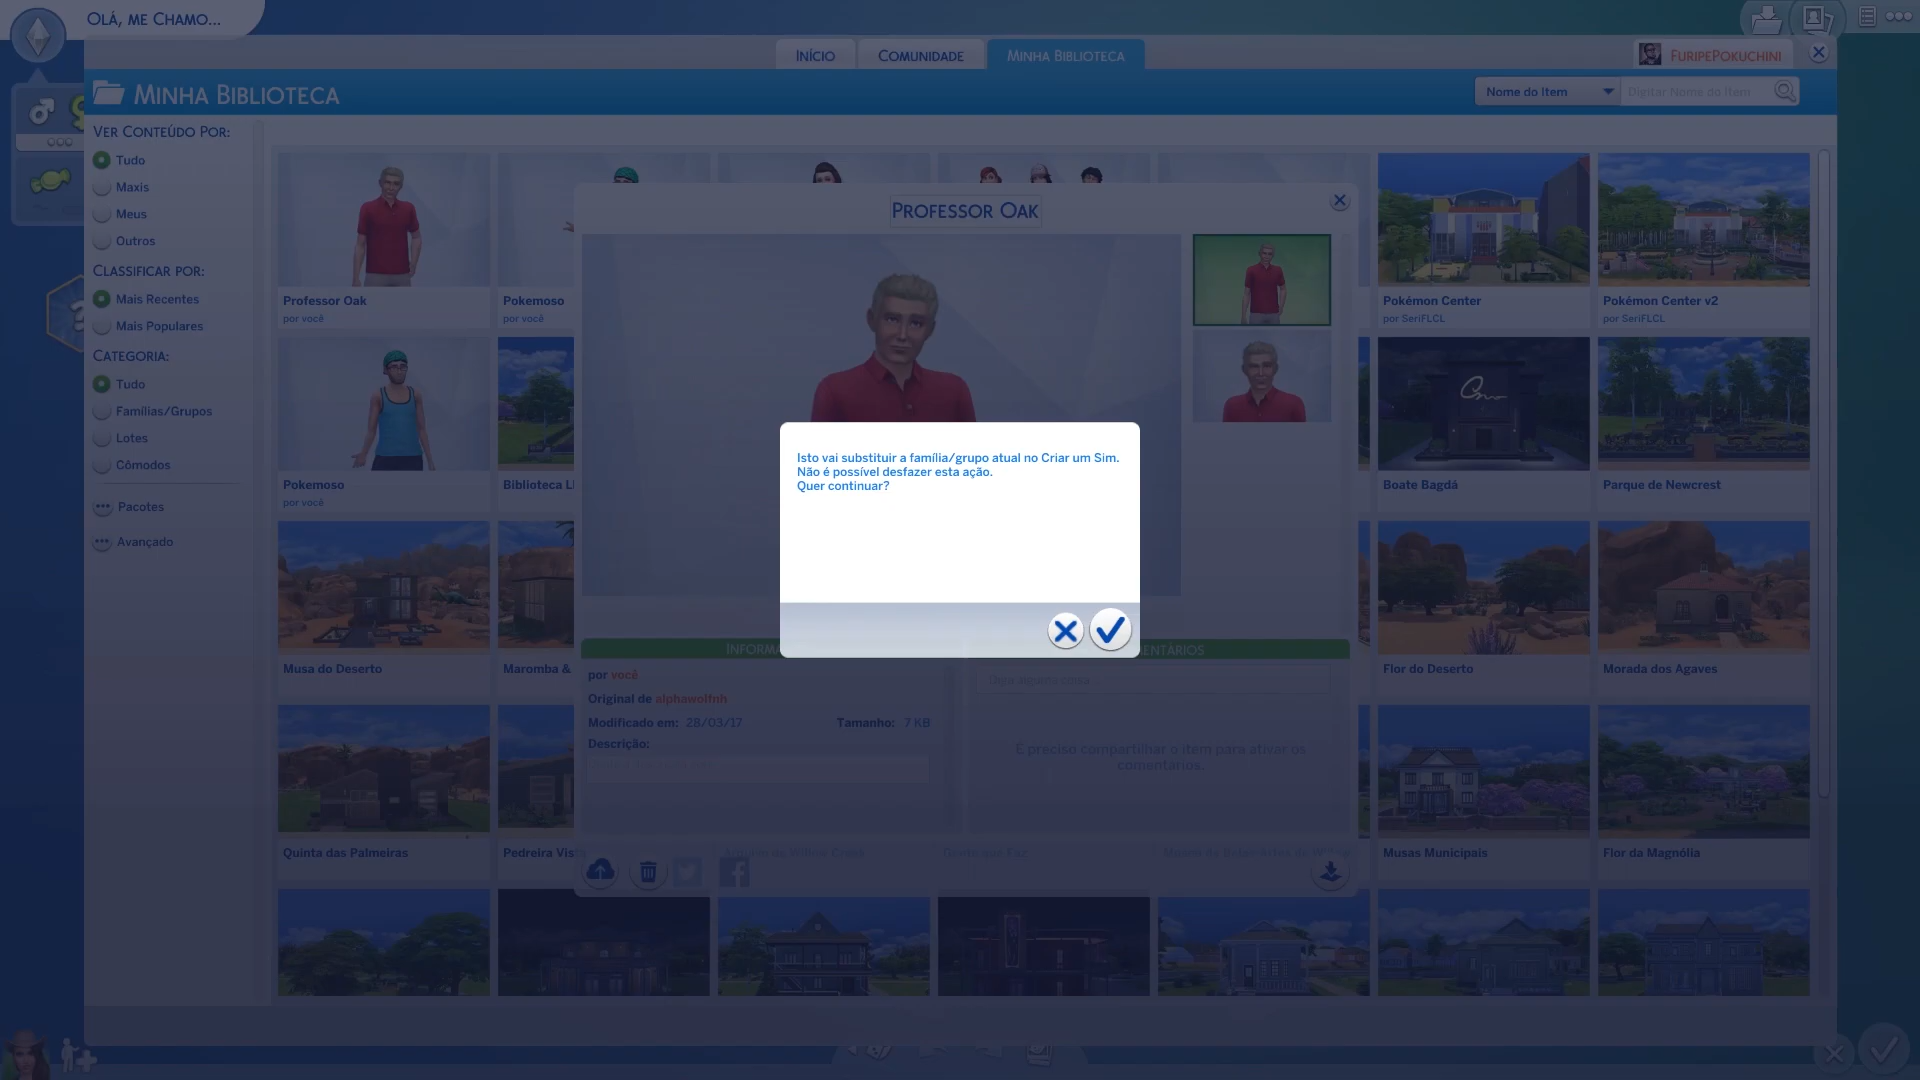 Olá, me Chamo...
Início
Comunidade
Minha Biblioteca
FuripePokuchini
Minha Biblioteca
Nome do Item
Digitar Nome do Item
Ver Conteúdo Por:
Tudo
Maxis
Meus
Outros
Classificar por:
Mais Recentes
Mais Populares
Categoria:
Tudo
Famílias/Grupos
Lotes
Cômodos
Pacotes
Avançado
Professor Oak
por você
Pokemoso
por você
Pokémon Center
por SeriFLCL
Pokémon Center v2
por SeriFLCL
Pokemoso
por você
Boate Bagdá
Parque de Newcrest
Musa do Deserto
Maromba &
Flor do Deserto
Morada dos Agaves
Quinta das Palmeiras
Musas Municipais
Flor da Magnólia
Professor Oak
Isto vai substituir a família/grupo atual no Criar um Sim.
Não é possível desfazer esta ação.
Quer continuar?
por você
Original de alphawolfnh
Modificado em: 28/03/17
Tamanho: 7 KB
Descrição:
É preciso compartilhar o item para ativar os
comentários.